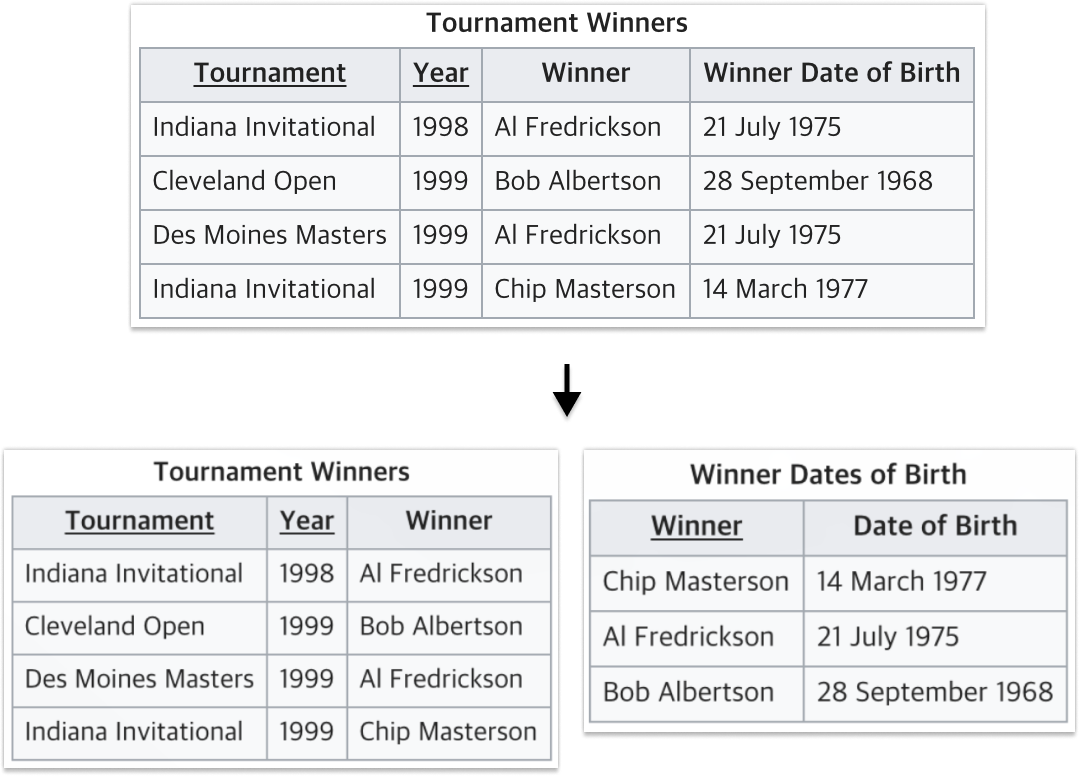 Tournament Winners
Tournament Year Winner Winner Date of Birth
Indiana Invitational 1998 Al Fredrickson 21 July 1975
Cleveland Open 1999 Bob Albertson 28 September 1968
Des Moines Masters 1999 Al Fredrickson 21 July 1975
Indiana Invitational 1999 Chip Masterson 14 March 1977
Tournament Winners
Tournament Year Winner
Indiana Invitational 1998 Al Fredrickson
Cleveland Open 1999 Bob Albertson
Des Moines Masters 1999 Al Fredrickson
Indiana Invitational 1999 Chip Masterson
Winner Dates of Birth
Winner Date of Birth
Chip Masterson 14 March 1977
Al Fredrickson 21 July 1975
Bob Albertson 28 September 1968